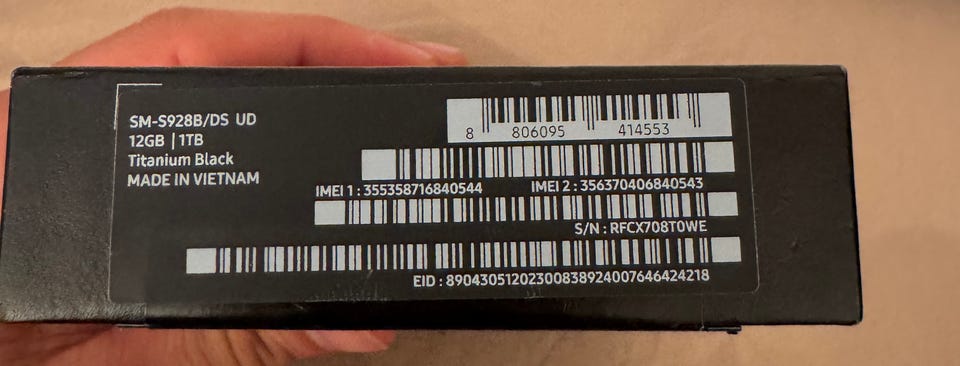 SM-S928B/DS UD
12GB | 1TB
Titanium Black
MADE IN VIETNAM
8 806095 414553
IMEI 1 : 355358716840544 IMEI 2 : 356370406840543
S/N : RFCX708T0WE
EID : 89043051202300838924007646424218